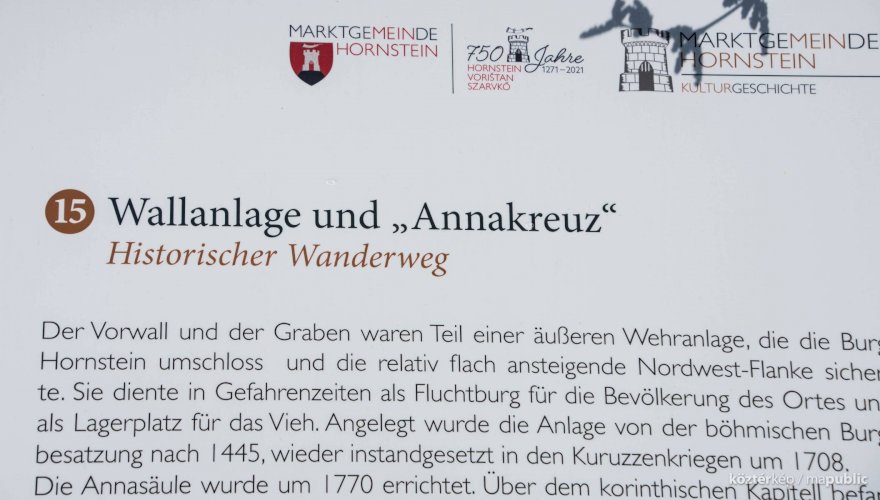 MARKTGEMEINDE
HORNSTEIN
750 Jahre
HORNSTEIN
VORIŠTAN
SZARVKŐ
1271–2021
MARKTGEMEINDE
HORNSTEIN
KULTURGESCHICHTE
15 Wallanlage und „Annakreuz“
Historischer Wanderweg
Der Vorwall und der Graben waren Teil einer äußeren Wehranlage, die die Burg
Hornstein umschloss und die relativ flach ansteigende Nordwest-Flanke sicher
te. Sie diente in Gefahrenzeiten als Fluchtburg für die Bevölkerung des Ortes un
als Lagerplatz für das Vieh. Angelegt wurde die Anlage von der böhmischen Burg
besatzung nach 1445, wieder instandgesetzt in den Kuruzzenkriegen um 1708.
Die Annasäule wurde um 1770 errichtet. Über dem korinthischen Kapitell
köztérkép / mapublic